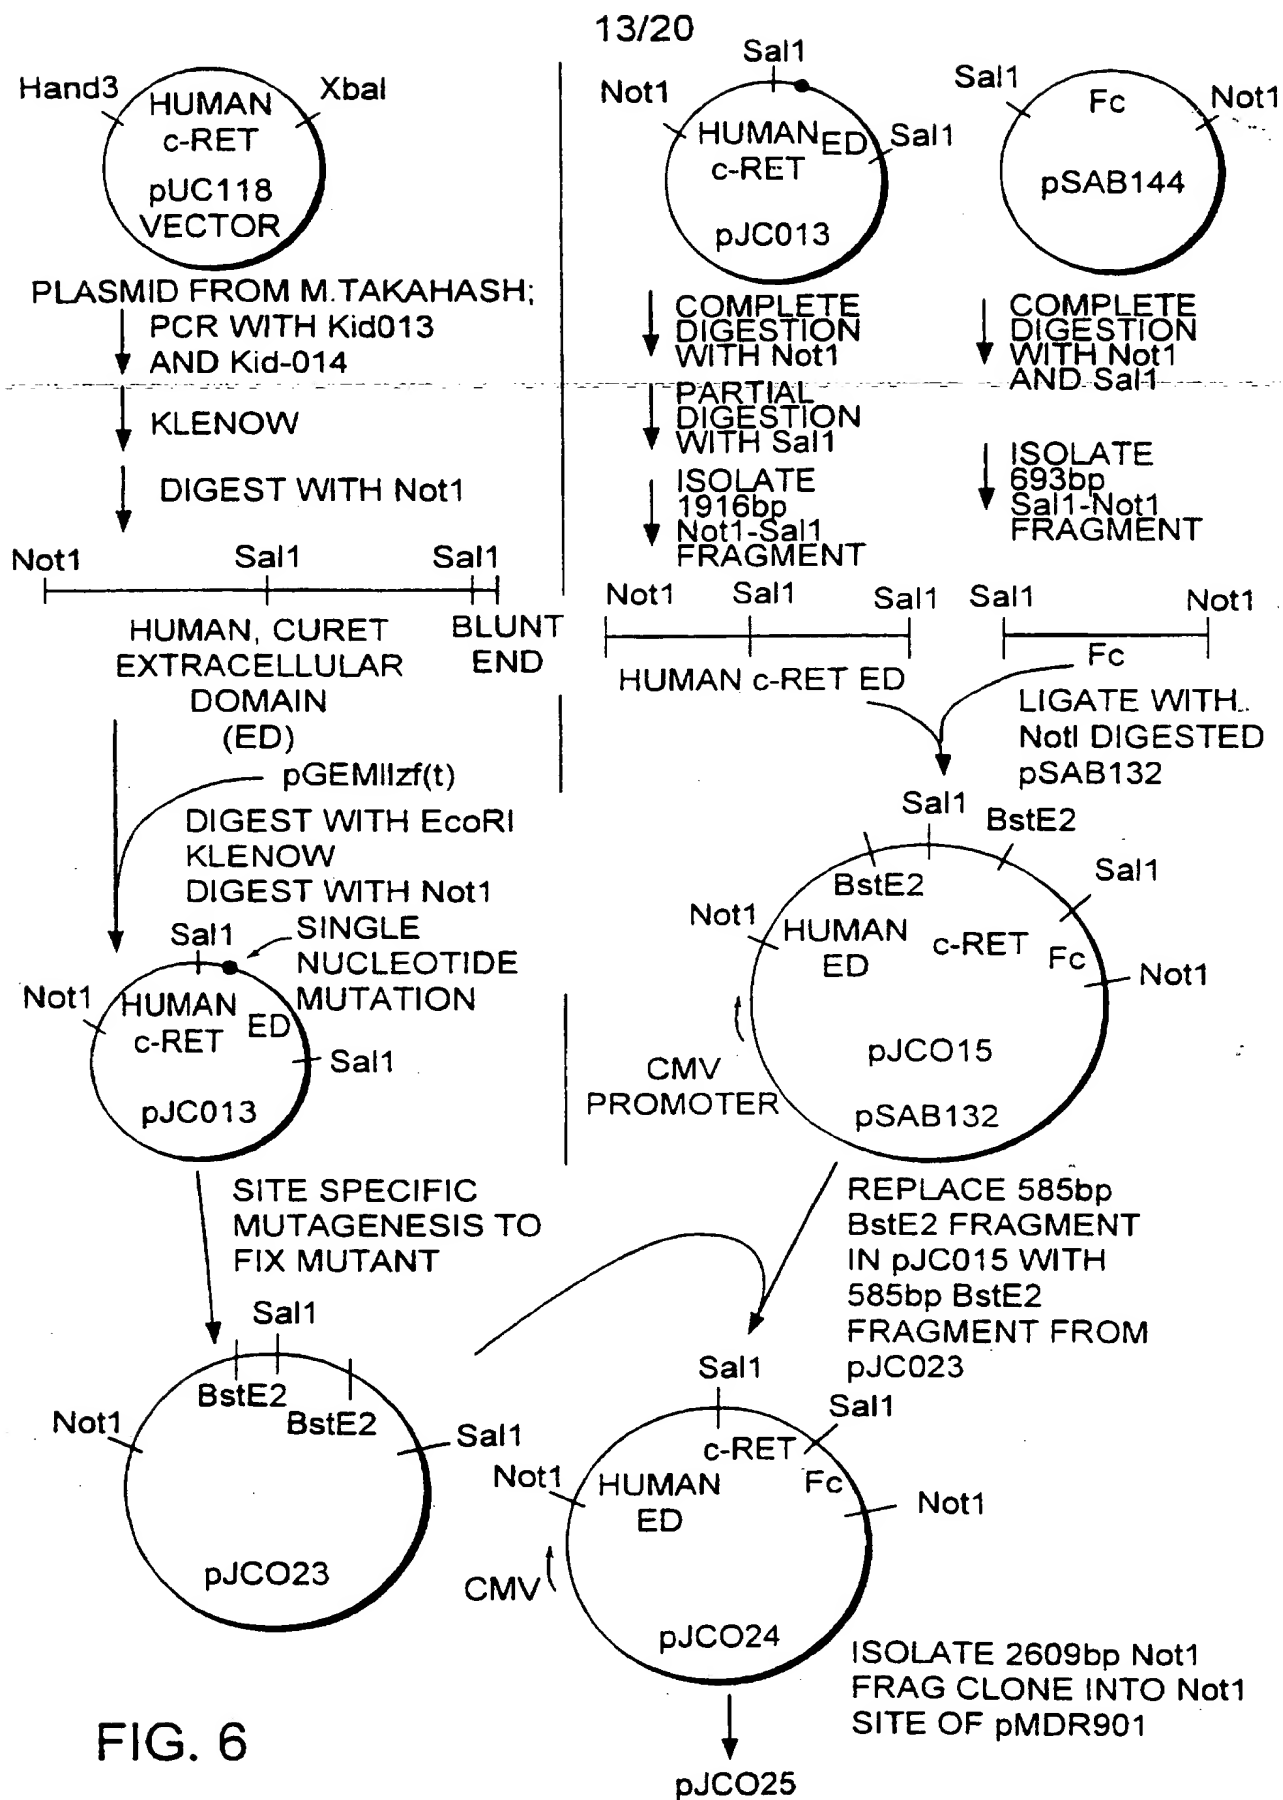 13/20
Hand3
XbaI
HUMAN
c-RET
pUC118
VECTOR
PLASMID FROM M.TAKAHASH;
PCR WITH Kid013
AND Kid-014
KLENOW
DIGEST WITH Not1
Not1
Sal1
Sal1
HUMAN, CURET
EXTRACELLULAR
DOMAIN
(ED)
BLUNT
END
pGEMIIzf(t)
DIGEST WITH EcoRI
KLENOW
DIGEST WITH Not1
Sal1
SINGLE
NUCLEOTIDE
MUTATION
Not1
HUMAN
c-RET
ED
Sal1
pJC013
SITE SPECIFIC
MUTAGENESIS TO
FIX MUTANT
Sal1
BstE2
BstE2
Not1
Sal1
pJCO23
Sal1
Not1
HUMAN
c-RET
ED
Sal1
pJC013
COMPLETE
DIGESTION
WITH Not1
PARTIAL
DIGESTION
WITH Sal1
ISOLATE
1916bp
Not1-Sal1
FRAGMENT
Sal1
Fc
Not1
pSAB144
COMPLETE
DIGESTION
WITH Not1
AND Sal1
ISOLATE
693bp
Sal1-Not1
FRAGMENT
Not1
Sal1
Sal1
HUMAN c-RET ED
Sal1
Not1
Fc
LIGATE WITH
NotI DIGESTED
pSAB132
Sal1
BstE2
BstE2
Sal1
Not1
HUMAN
ED
c-RET
Fc
Not1
pJCO15
pSAB132
CMV
PROMOTER
REPLACE 585bp
BstE2 FRAGMENT
IN pJC015 WITH
585bp BstE2
FRAGMENT FROM
pJC023
Sal1
Sal1
c-RET
Not1
HUMAN
ED
Fc
Not1
CMV
pJCO24
ISOLATE 2609bp Not1
FRAG CLONE INTO Not1
SITE OF pMDR901
pJCO25
FIG. 6